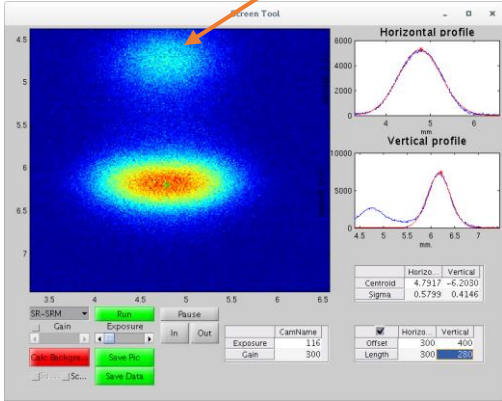 Screen Tool
4.5
5
5.5
6
6.5
7
3.5 4 4.5 5 5.5 6 6.5
Horizontal profile
6000
4000
2000
0
4 5 6
mm
Vertical profile
10000
5000
0
4.5 5 5.5 6 6.5 7
mm
Horizo... Vertical
Centroid 4.7917 -6.2030
Sigma 0.5799 0.4146
SR-SRM Run Pause
Gain Exposure In Out
CamName
Exposure 116
Gain 300
Horizo... Vertical
Offset 300 400
Length 300 280
Calc Backgro... Save Pic
Sc... Save Data